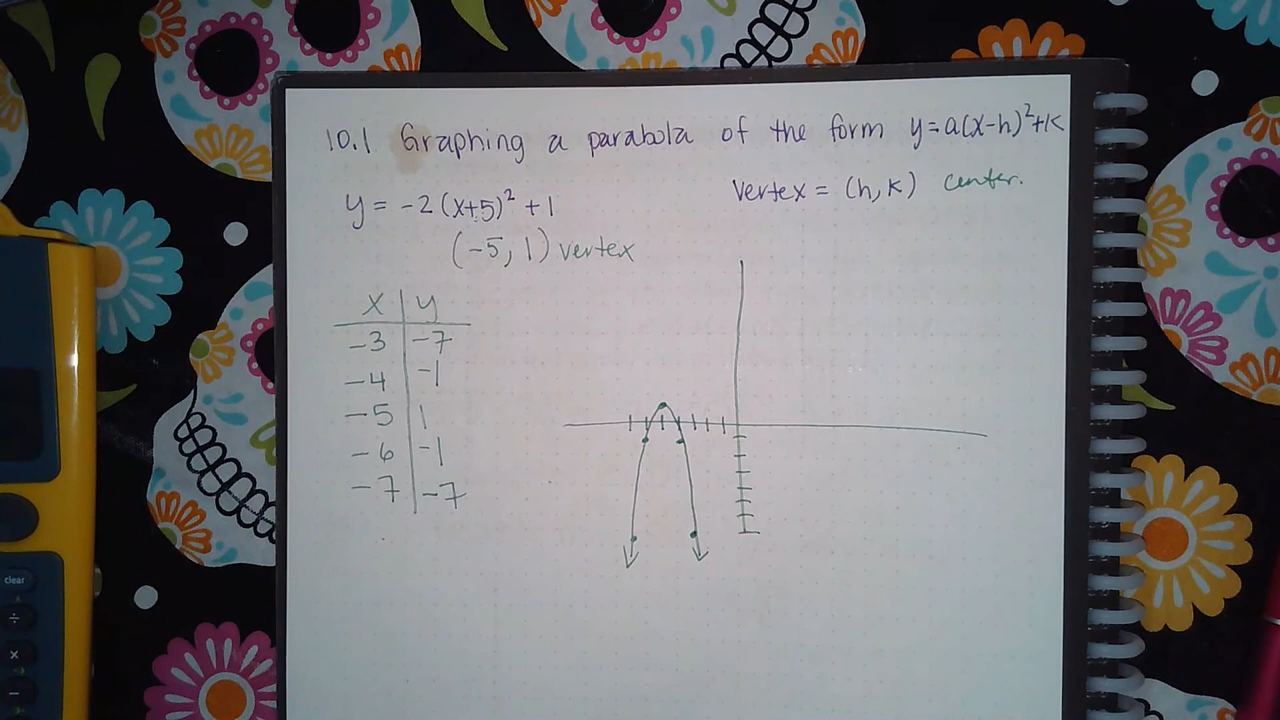 10.1 Graphing a parabola of the form y=a(x-h)²+k
y = -2(x+5)² + 1
vertex = (h, k) center.
(-5, 1) vertex
x y
-3 -7
-4 -1
-5 1
-6 -1
-7 -7
clear
÷
×
−